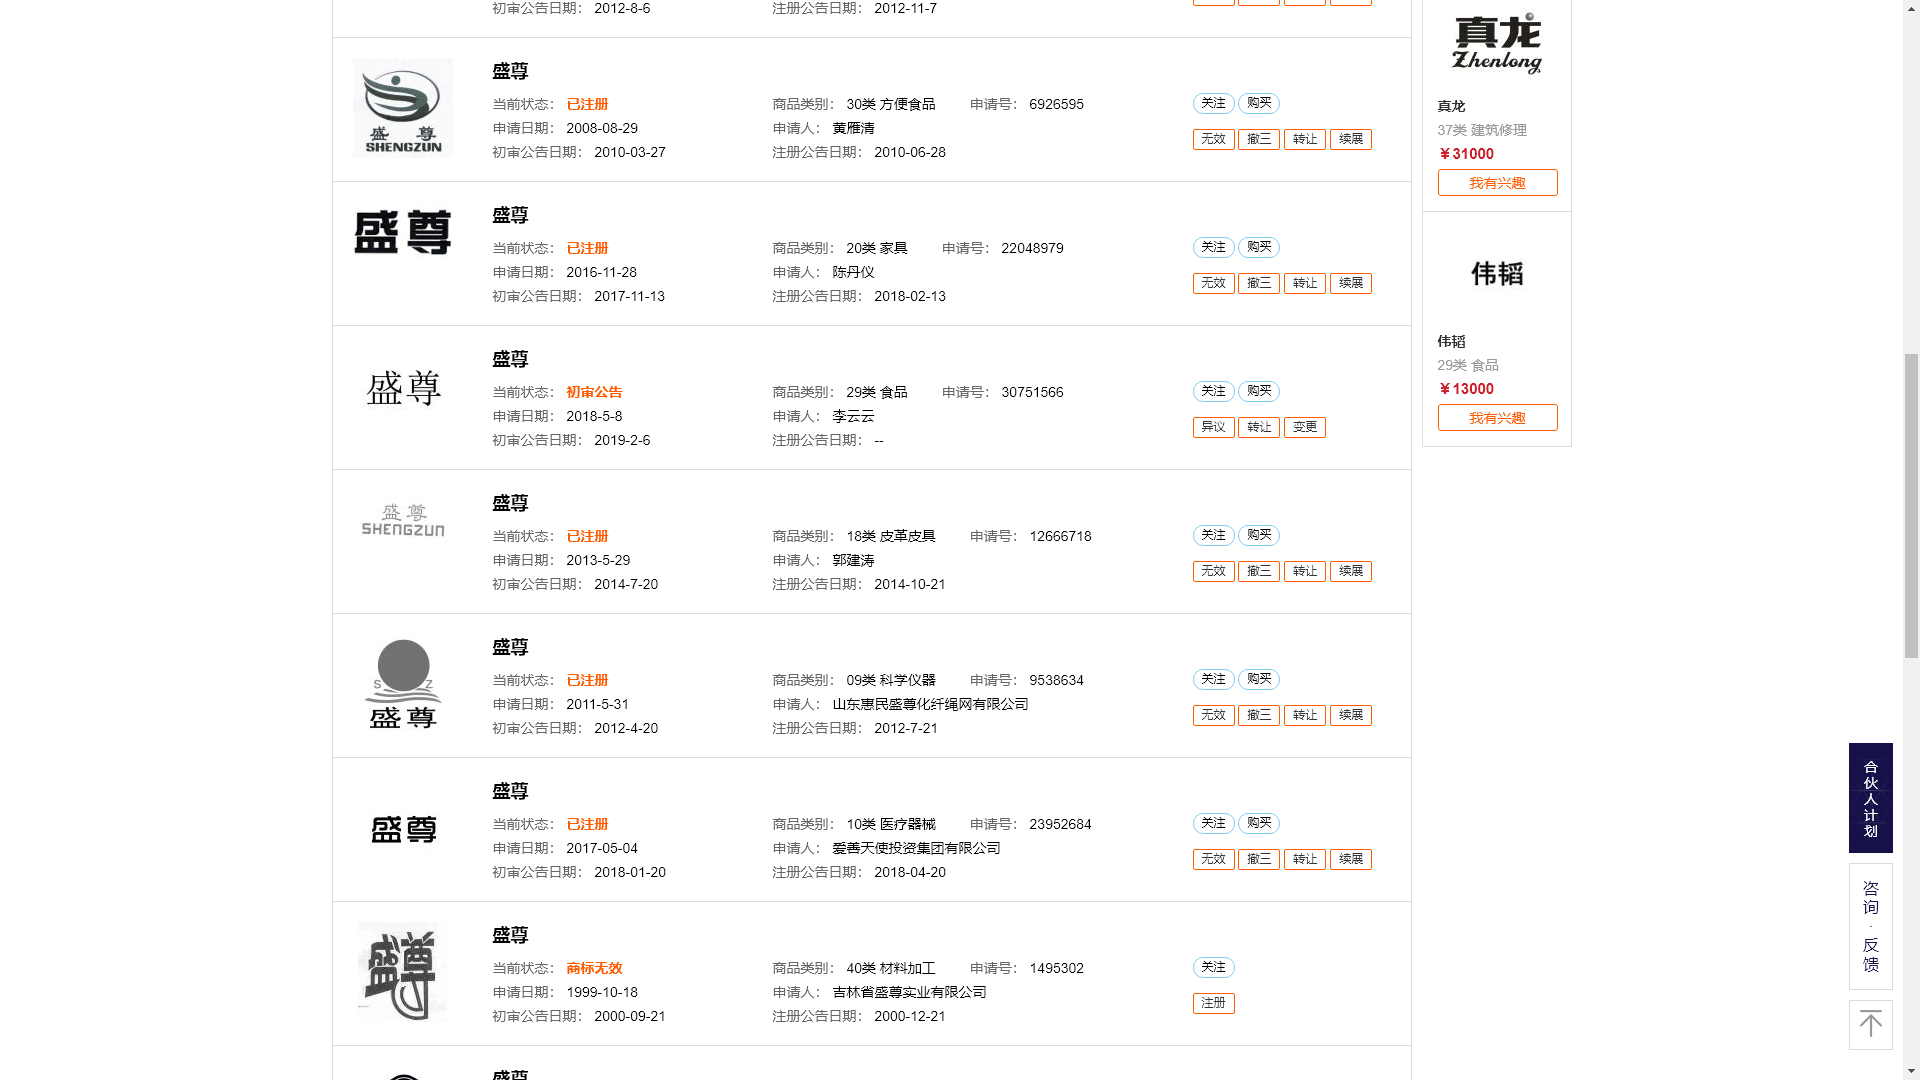 初审公告日期： 2012-8-6 注册公告日期： 2012-11-7
盛尊
盛 尊
SHENGZUN
当前状态： 已注册 商品类别： 30类 方便食品 申请号： 6926595 关注 购买
申请日期： 2008-08-29 申请人： 黄雁清 无效 撤三 转让 续展
初审公告日期： 2010-03-27 注册公告日期： 2010-06-28
盛尊
盛尊
当前状态： 已注册 商品类别： 20类 家具 申请号： 22048979 关注 购买
申请日期： 2016-11-28 申请人： 陈丹仪 无效 撤三 转让 续展
初审公告日期： 2017-11-13 注册公告日期： 2018-02-13
盛尊
盛尊
当前状态： 初审公告 商品类别： 29类 食品 申请号： 30751566 关注 购买
申请日期： 2018-5-8 申请人： 李云云 异议 转让 变更
初审公告日期： 2019-2-6 注册公告日期： --
盛尊
盛尊
SHENGZUN
当前状态： 已注册 商品类别： 18类 皮革皮具 申请号： 12666718 关注 购买
申请日期： 2013-5-29 申请人： 郭建涛 无效 撤三 转让 续展
初审公告日期： 2014-7-20 注册公告日期： 2014-10-21
盛尊
S Z
盛尊
当前状态： 已注册 商品类别： 09类 科学仪器 申请号： 9538634 关注 购买
申请日期： 2011-5-31 申请人： 山东惠民盛尊化纤绳网有限公司 无效 撤三 转让 续展
初审公告日期： 2012-4-20 注册公告日期： 2012-7-21
盛尊
盛尊
当前状态： 已注册 商品类别： 10类 医疗器械 申请号： 23952684 关注 购买
申请日期： 2017-05-04 申请人： 爱善天使投资集团有限公司 无效 撤三 转让 续展
初审公告日期： 2018-01-20 注册公告日期： 2018-04-20
盛尊
盛尊
当前状态： 商标无效 商品类别： 40类 材料加工 申请号： 1495302 关注
申请日期： 1999-10-18 申请人： 吉林省盛尊实业有限公司 注册
初审公告日期： 2000-09-21 注册公告日期： 2000-12-21
盛尊
真龙
Zhenlong
真龙
37类 建筑修理
￥31000
我有兴趣
伟韬
伟韬
29类 食品
￥13000
我有兴趣
合伙人计划
咨询·反馈